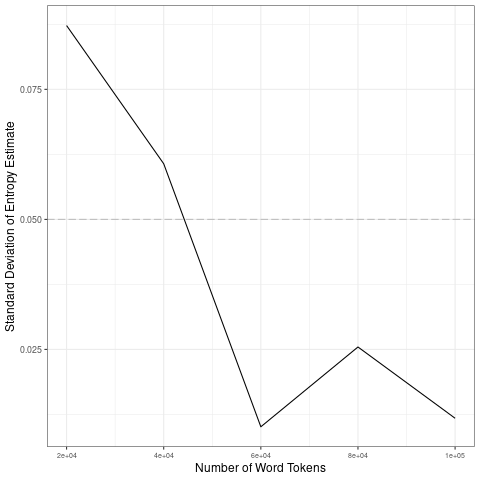 Standard Deviation of Entropy Estimate
0.075
0.050
0.025
2e+04 4e+04 6e+04 8e+04 1e+05
Number of Word Tokens